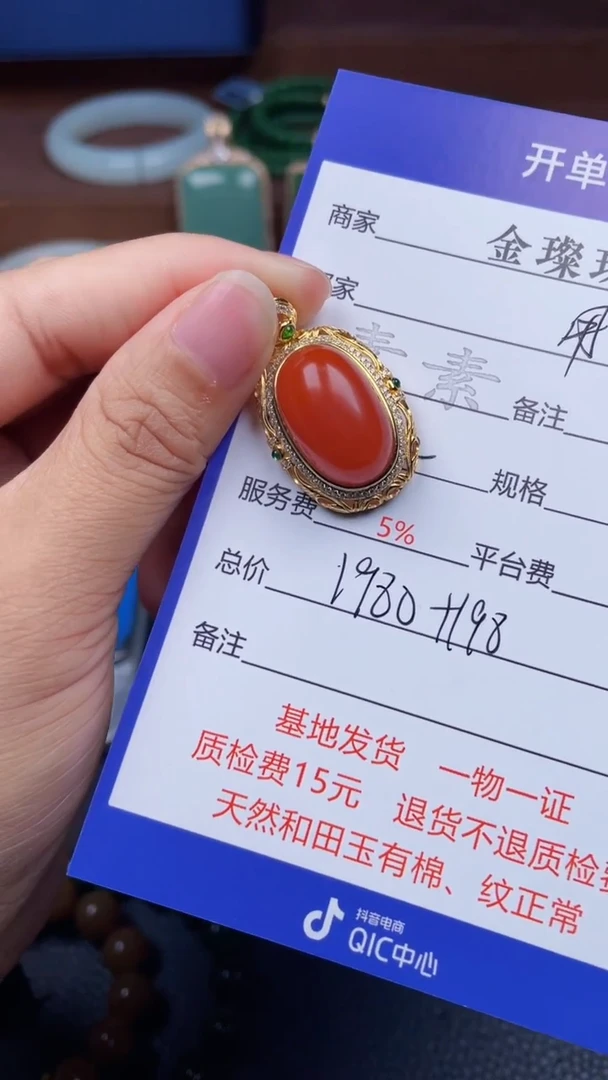 开单
商家 金璨
家
素 备注
规格
服务费 5% 平台费
总价 1980 + 198
备注
基地发货 一物一证
质检费15元 退货不退质检费
天然和田玉有棉、纹正常
抖音电商
QIC中心